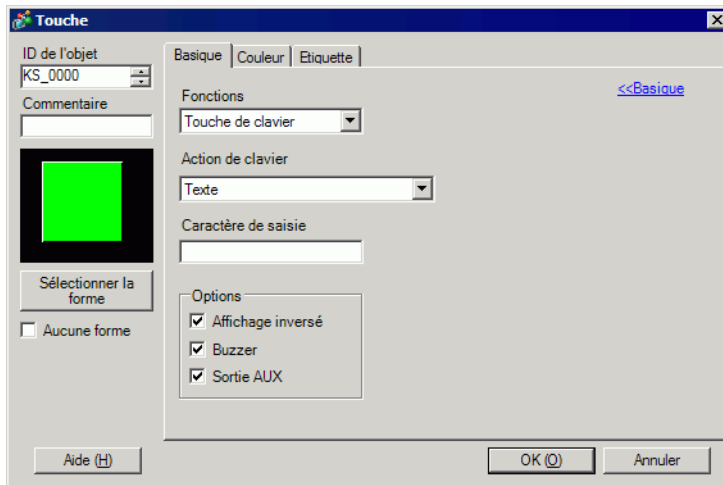 Touche
ID de l'objet
KS_0000
Commentaire
Sélectionner la
forme
Aucune forme
Basique
Couleur
Etiquette
<<Basique
Fonctions
Touche de clavier
Action de clavier
Texte
Caractère de saisie
Options
Affichage inversé
Buzzer
Sortie AUX
Aide (H)
OK (O)
Annuler